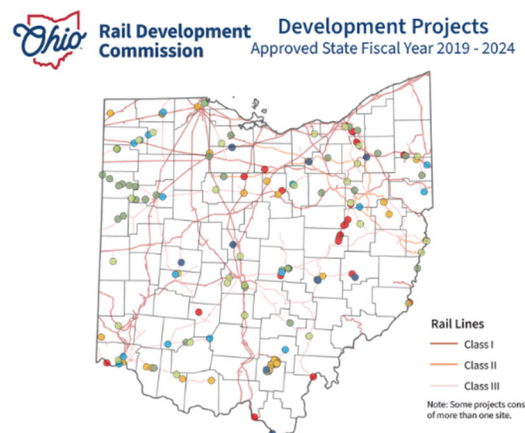 Ohio
Rail Development
Commission
Development Projects
Approved State Fiscal Year 2019 - 2024
Rail Lines
Class I
Class II
Class III
Note: Some projects cons
of more than one site.